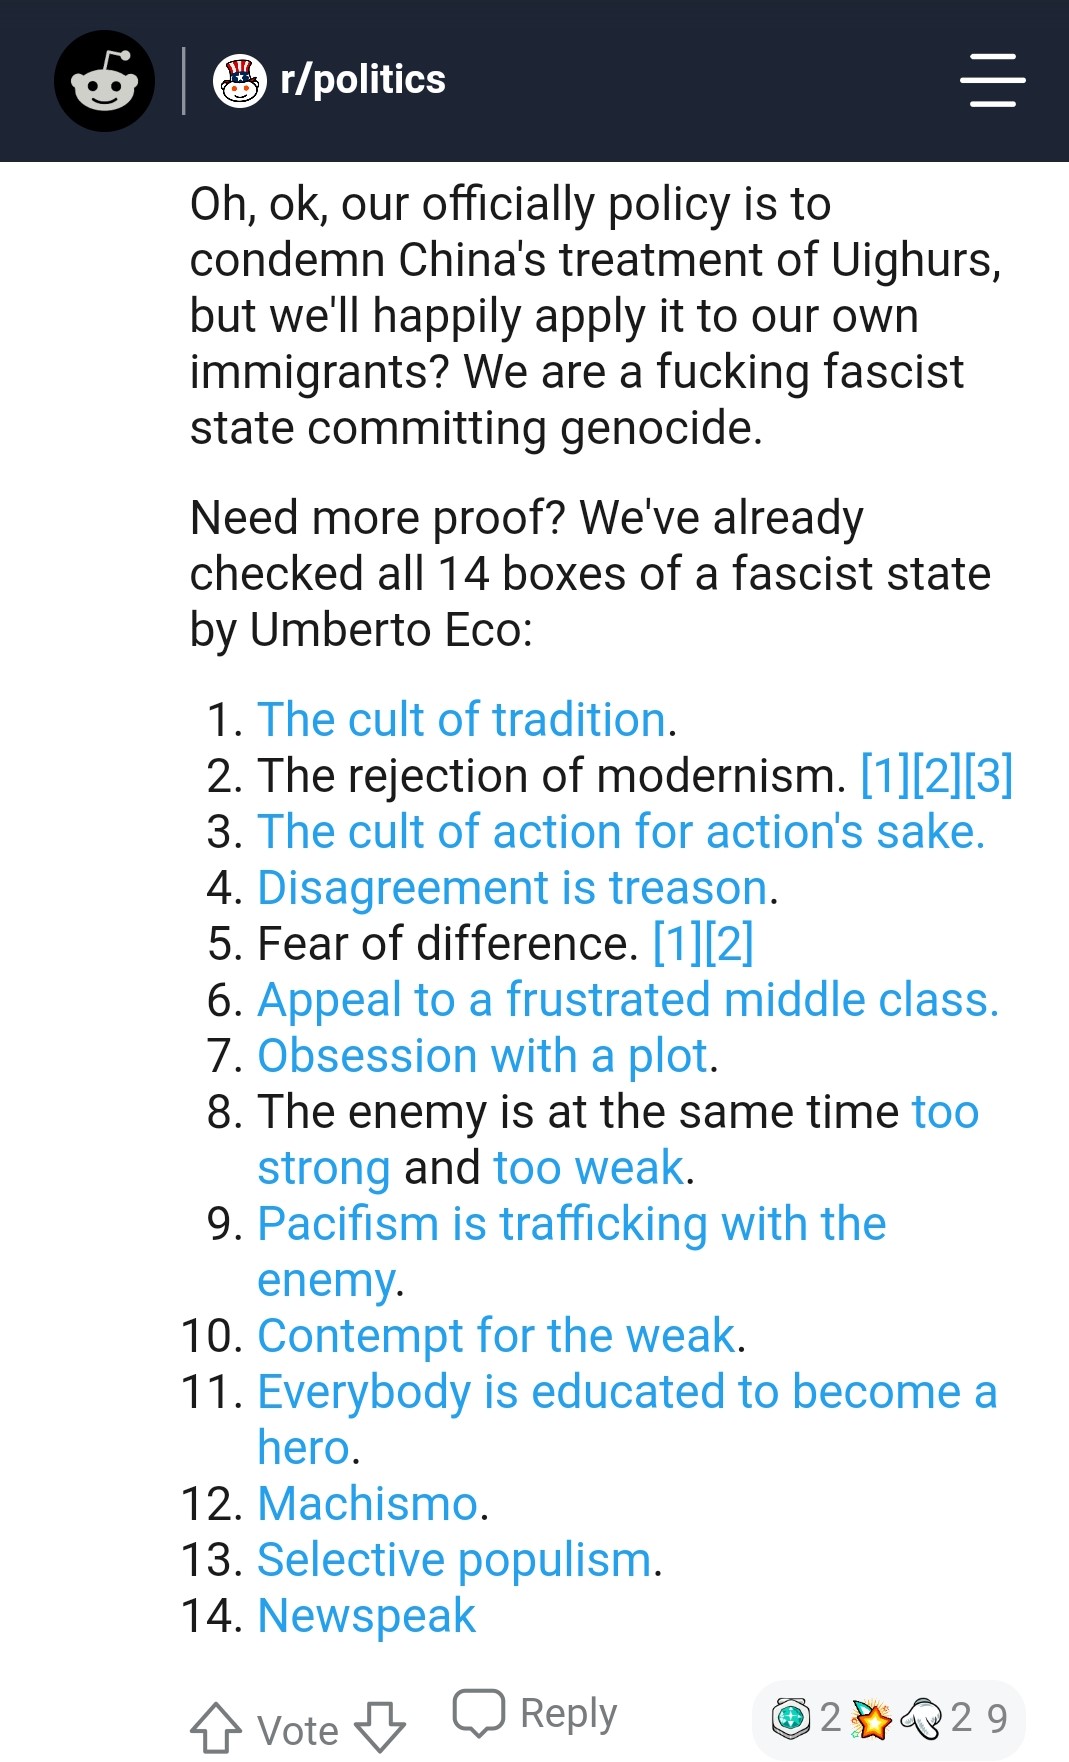 r/politics
Oh, ok, our officially policy is to
condemn China's treatment of Uighurs,
but we'll happily apply it to our own
immigrants? We are a fucking fascist
state committing genocide.
Need more proof? We've already
checked all 14 boxes of a fascist state
by Umberto Eco:
1. The cult of tradition.
2. The rejection of modernism. [1][2][3]
3. The cult of action for action's sake.
4. Disagreement is treason.
5. Fear of difference. [1][2]
6. Appeal to a frustrated middle class.
7. Obsession with a plot.
8. The enemy is at the same time too
strong and too weak.
9. Pacifism is trafficking with the
enemy.
10. Contempt for the weak.
11. Everybody is educated to become a
hero.
12. Machismo.
13. Selective populism.
14. Newspeak
Vote Reply 2 2 9